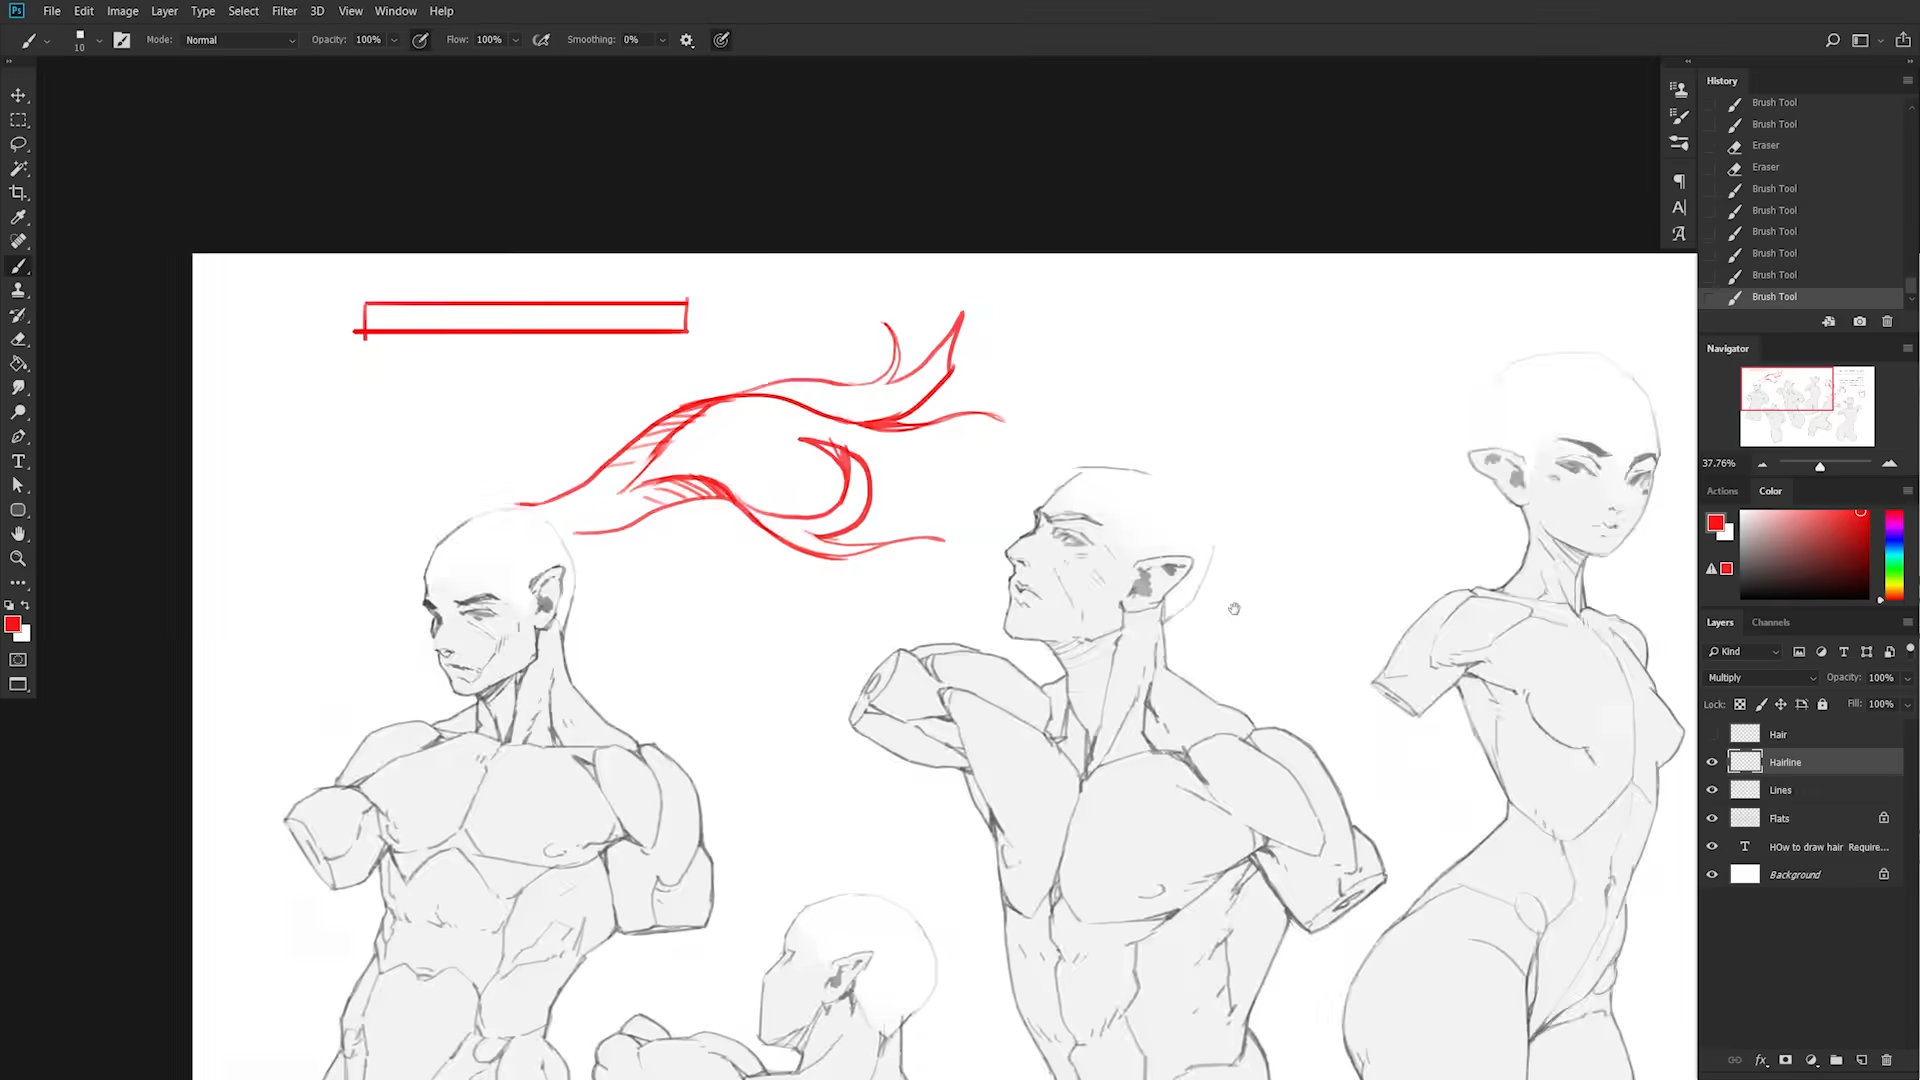 Ps File Edit Image Layer Type Select Filter 3D View Window Help
10 Mode: Normal Opacity: 100% Flow: 100% Smoothing: 0%
History
Brush Tool
Brush Tool
Eraser
Eraser
Brush Tool
Brush Tool
Brush Tool
Brush Tool
Brush Tool
Brush Tool
Navigator
37.76%
Actions Color
Layers Channels
Kind
Multiply Opacity: 100%
Lock: Fill: 100%
Hair
Hairline
Lines
Flats
HOw to draw hair Require...
Background